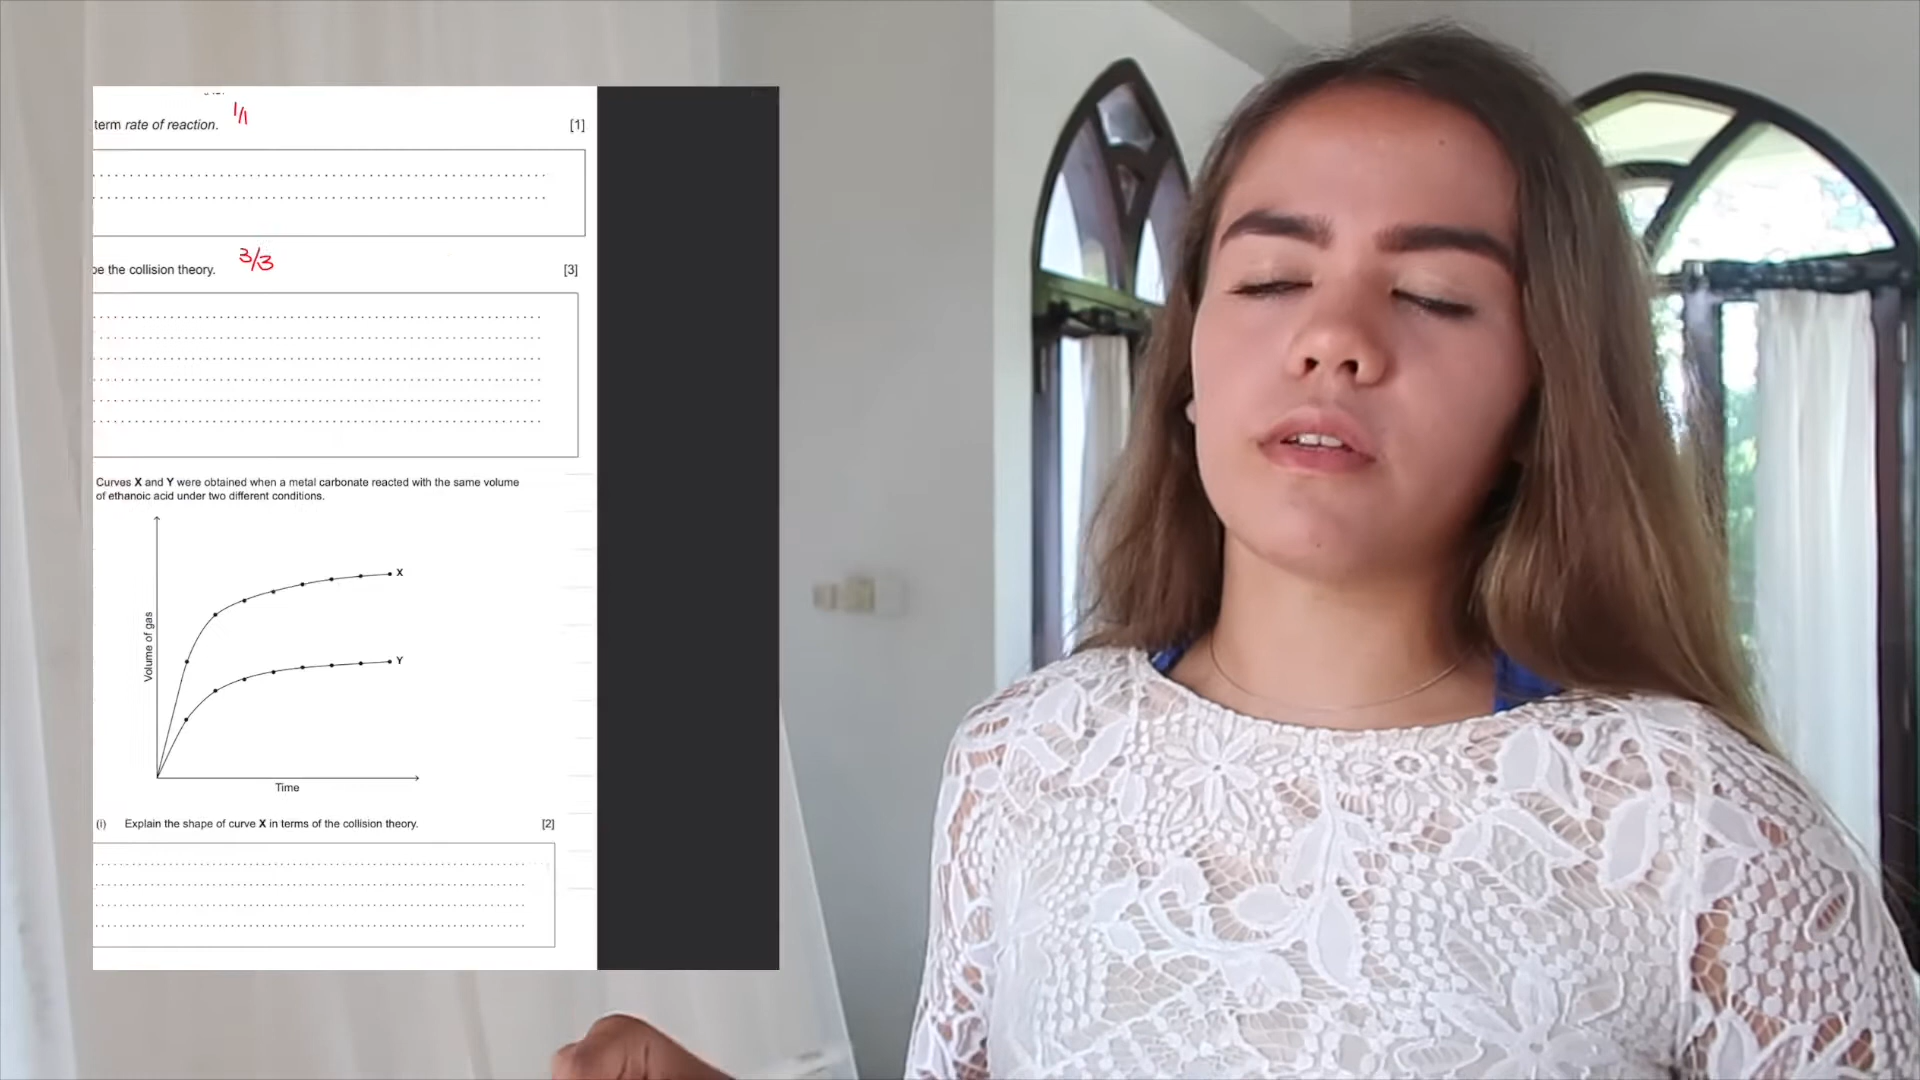 1/1
term rate of reaction. [1]
3/3
be the collision theory. [3]
Curves X and Y were obtained when a metal carbonate reacted with the same volume
of ethanoic acid under two different conditions.
X
Volume of gas
Y
Time
(i) Explain the shape of curve X in terms of the collision theory. [2]